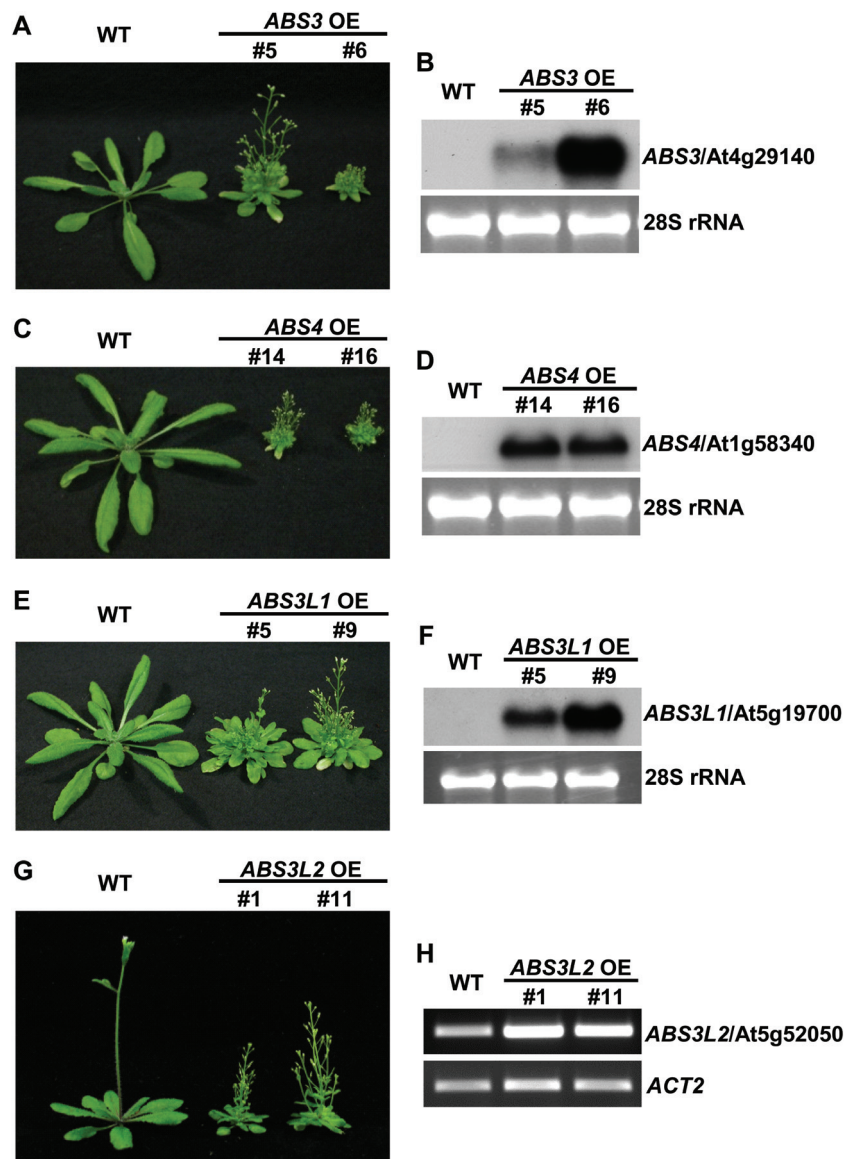 A
WT
ABS3 OE
#5 #6
B
WT
ABS3 OE
#5 #6
ABS3/At4g29140
28S rRNA
C
WT
ABS4 OE
#14 #16
D
WT
ABS4 OE
#14 #16
ABS4/At1g58340
28S rRNA
E
WT
ABS3L1 OE
#5 #9
F
WT
ABS3L1 OE
#5 #9
ABS3L1/At5g19700
28S rRNA
G
WT
ABS3L2 OE
#1 #11
H
WT
ABS3L2 OE
#1 #11
ABS3L2/At5g52050
ACT2